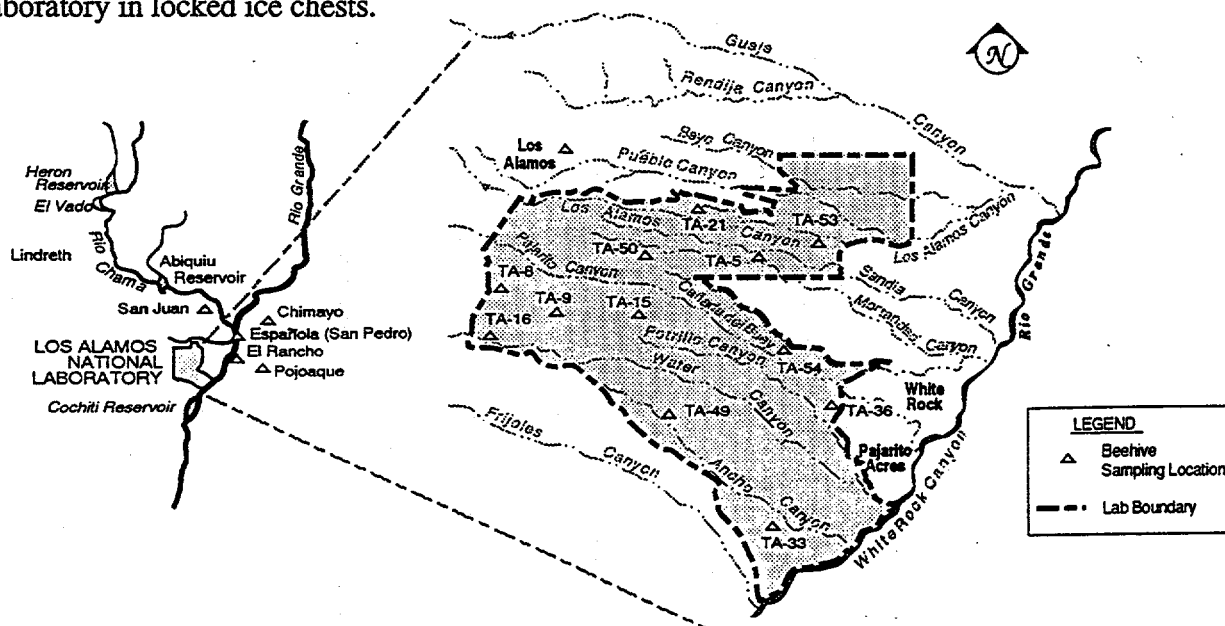 aboratory in locked ice chests.
N
Heron
Reservoir
El Vado
Lindreth
Rio
Chama
Abiquiu
Reservoir
Rio Grande
San Juan
Chimayo
Española (San Pedro)
El Rancho
Pojoaque
LOS ALAMOS
NATIONAL
LABORATORY
Cochiti Reservoir
Guaje
Canyon
Rendija Canyon
Bayo Canyon
Los
Alamos
Pueblo Canyon
Los Alamos
Canyon
TA-21
TA-53
Los Alamos Canyon
TA-50
TA-5
Pajarito Canyon
TA-8
TA-9
TA-15
TA-16
Sandia
Canyon
Mortandad Canyon
Cañada del Buey
Potrillo Canyon
TA-54
Water
Canyon
TA-49
TA-36
White
Rock
Pajarito
Acres
Frijoles
Canyon
Ancho
Canyon
TA-33
White Rock Canyon
Rio Grande
LEGEND
Beehive
Sampling Location
Lab Boundary